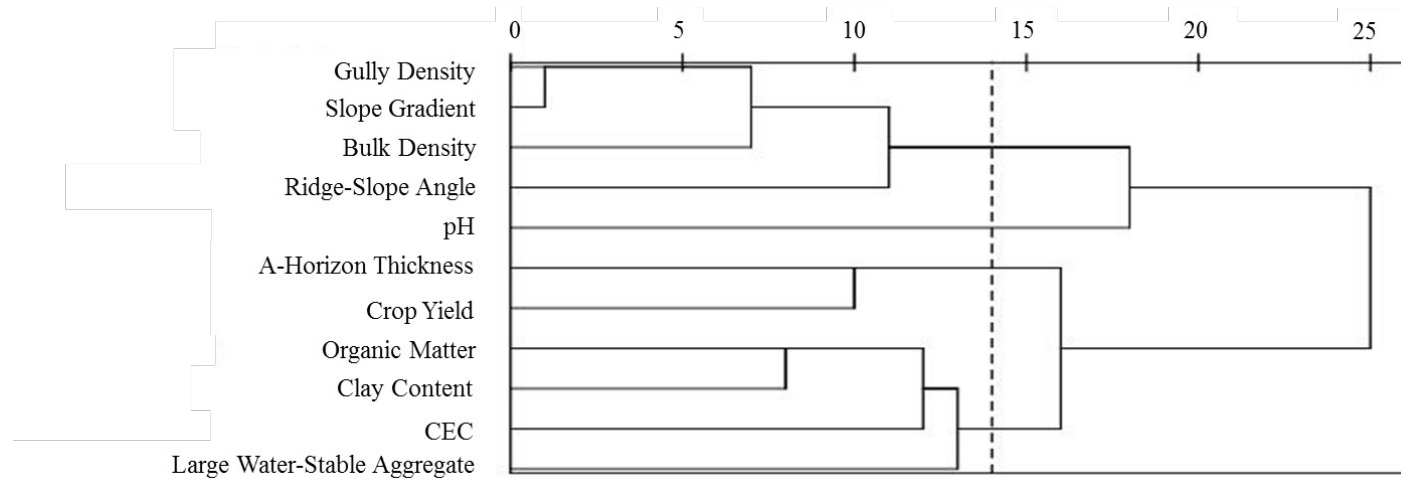 0 5 10 15 20 25
Gully Density
Slope Gradient
Bulk Density
Ridge-Slope Angle
pH
A-Horizon Thickness
Crop Yield
Organic Matter
Clay Content
CEC
Large Water-Stable Aggregate